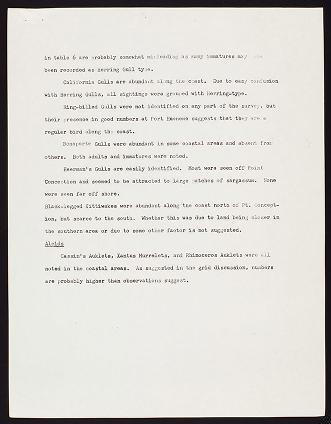 in table 6 are probably somewhat misleading as many immatures may have
been recorded as Herring Gull type.
California Gulls are abundant along the coast. Due to easy confusion
with Herring Gulls, all sightings were grouped with Herring-type.
Ring-billed Gulls were not identified on any part of the survey, but
their presence in good numbers at Port Hueneme suggests that they are a
regular bird along the coast.
Bonaparte Gulls were abundant in some coastal areas and absent from
others. Both adults and immatures were noted.
Heerman's Gulls are easily identified. Most were seen off Point
Conception and seemed to be attracted to large patches of sargassum. None
were seen far off shore.
Black-legged Kittiwakes were abundant along the coast north of Pt. Concept-
ion, but scarce to the south. Whether this was due to land being closer in
the southern area or due to some other factor is not suggested.
Alcids
Cassin's Auklets, Xantus Murrelets, and Rhinoceros Auklets were all
noted in the coastal areas. As suggested in the grid discussion, numbers
are probably higher than observations suggest.